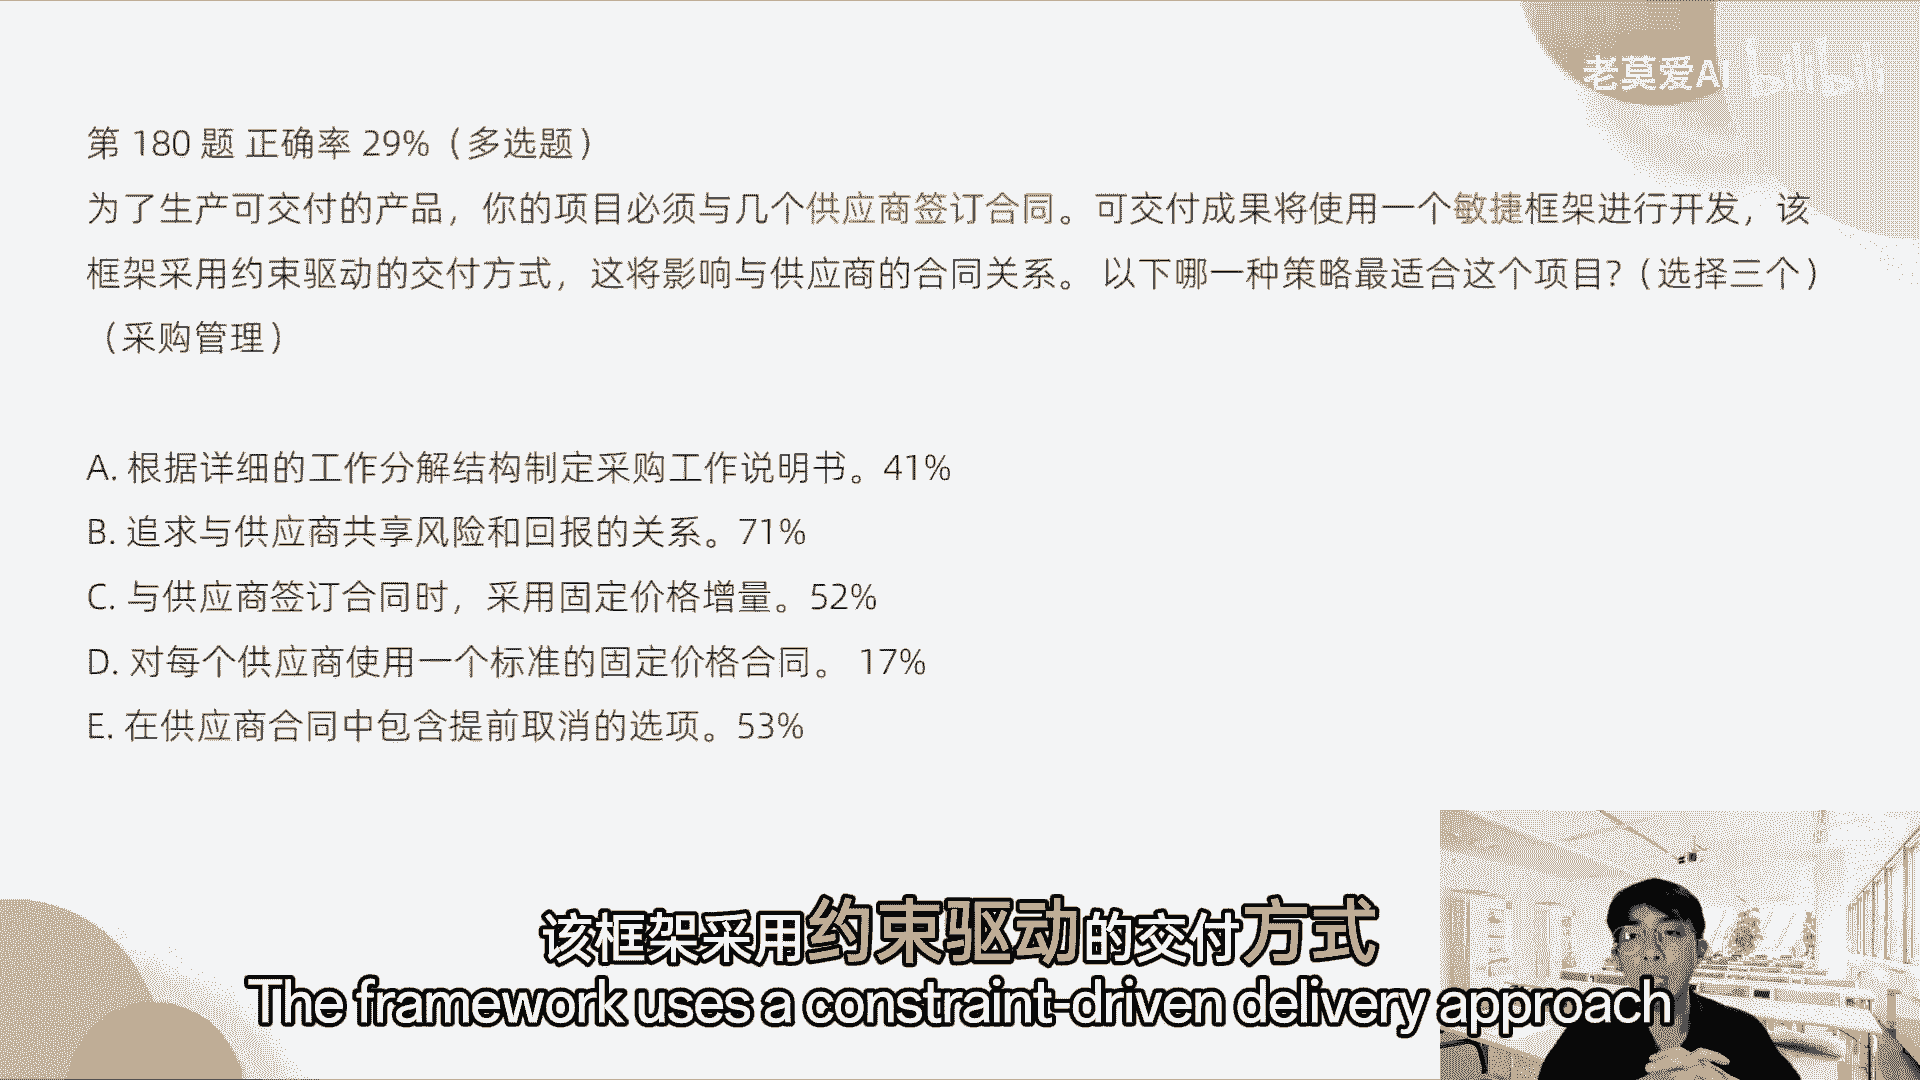 老莫爱AI bilibili
第 180 题 正确率 29%（多选题）
为了生产可交付的产品，你的项目必须与几个供应商签订合同。可交付成果将使用一个敏捷框架进行开发，该
框架采用约束驱动的交付方式，这将影响与供应商的合同关系。 以下哪一种策略最适合这个项目?（选择三个）
（采购管理）
A. 根据详细的工作分解结构制定采购工作说明书。41%
B. 追求与供应商共享风险和回报的关系。71%
C. 与供应商签订合同时，采用固定价格增量。52%
D. 对每个供应商使用一个标准的固定价格合同。 17%
E. 在供应商合同中包含提前取消的选项。53%
该框架采用约束驱动的交付方式
The framework uses a constraint-driven delivery approach